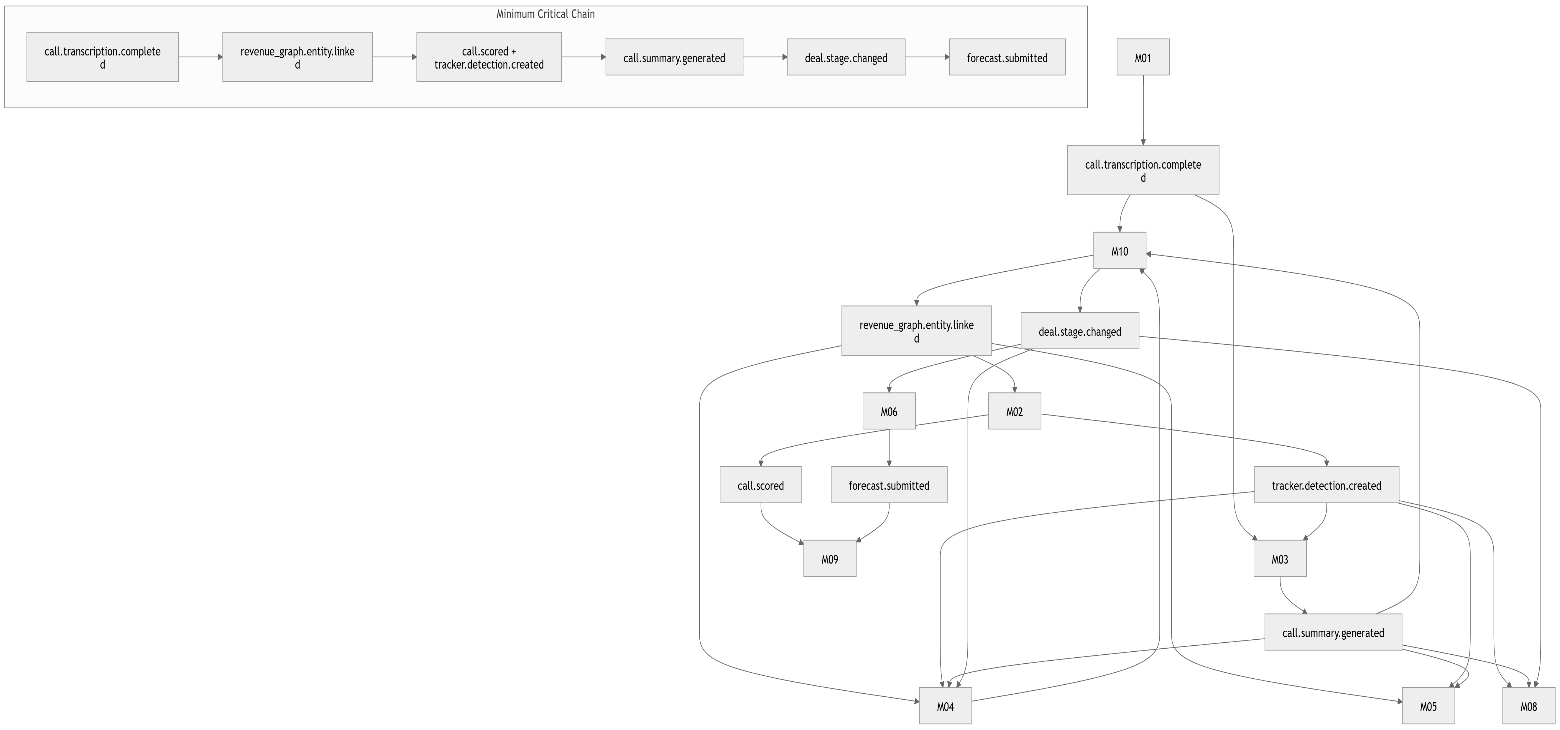 Minimum Critical Chain
call.transcription.complete
d
revenue_graph.entity.linke
d
call.scored +
tracker.detection.created
call.summary.generated
deal.stage.changed
forecast.submitted
M01
call.transcription.complete
d
M10
revenue_graph.entity.linke
d
deal.stage.changed
M06
M02
call.scored
forecast.submitted
tracker.detection.created
M09
M03
call.summary.generated
M04
M05
M08